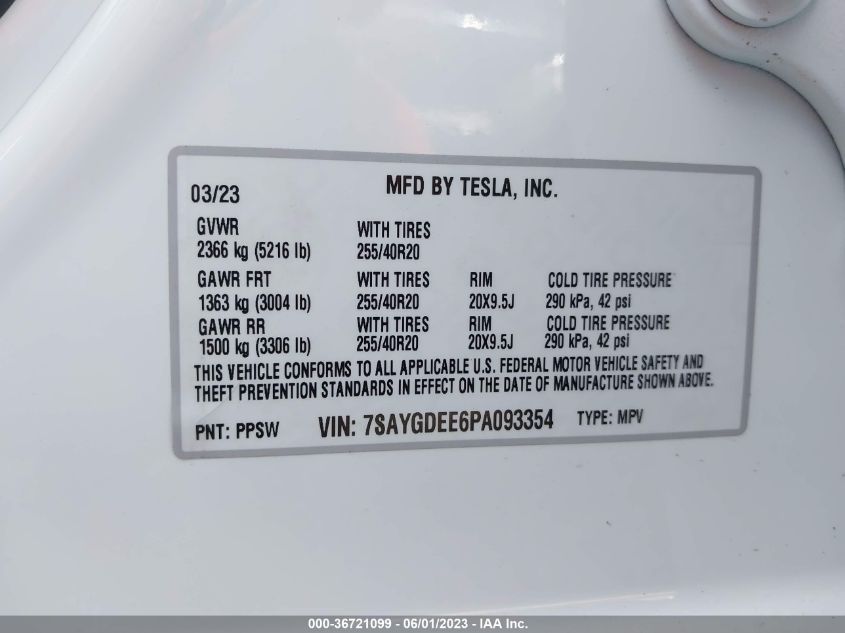 03/23 MFD BY TESLA, INC.
GVWR WITH TIRES
2366 kg (5216 lb) 255/40R20
GAWR FRT WITH TIRES RIM COLD TIRE PRESSURE
1363 kg (3004 lb) 255/40R20 20X9.5J 290 kPa, 42 psi
GAWR RR WITH TIRES RIM COLD TIRE PRESSURE
1500 kg (3306 lb) 255/40R20 20X9.5J 290 kPa, 42 psi
THIS VEHICLE CONFORMS TO ALL APPLICABLE U.S. FEDERAL MOTOR VEHICLE SAFETY AND
THEFT PREVENTION STANDARDS IN EFFECT ON THE DATE OF MANUFACTURE SHOWN ABOVE.
PNT: PPSW VIN: 7SAYGDEE6PA093354 TYPE: MPV
000-36721099 - 06/01/2023 - IAA Inc.